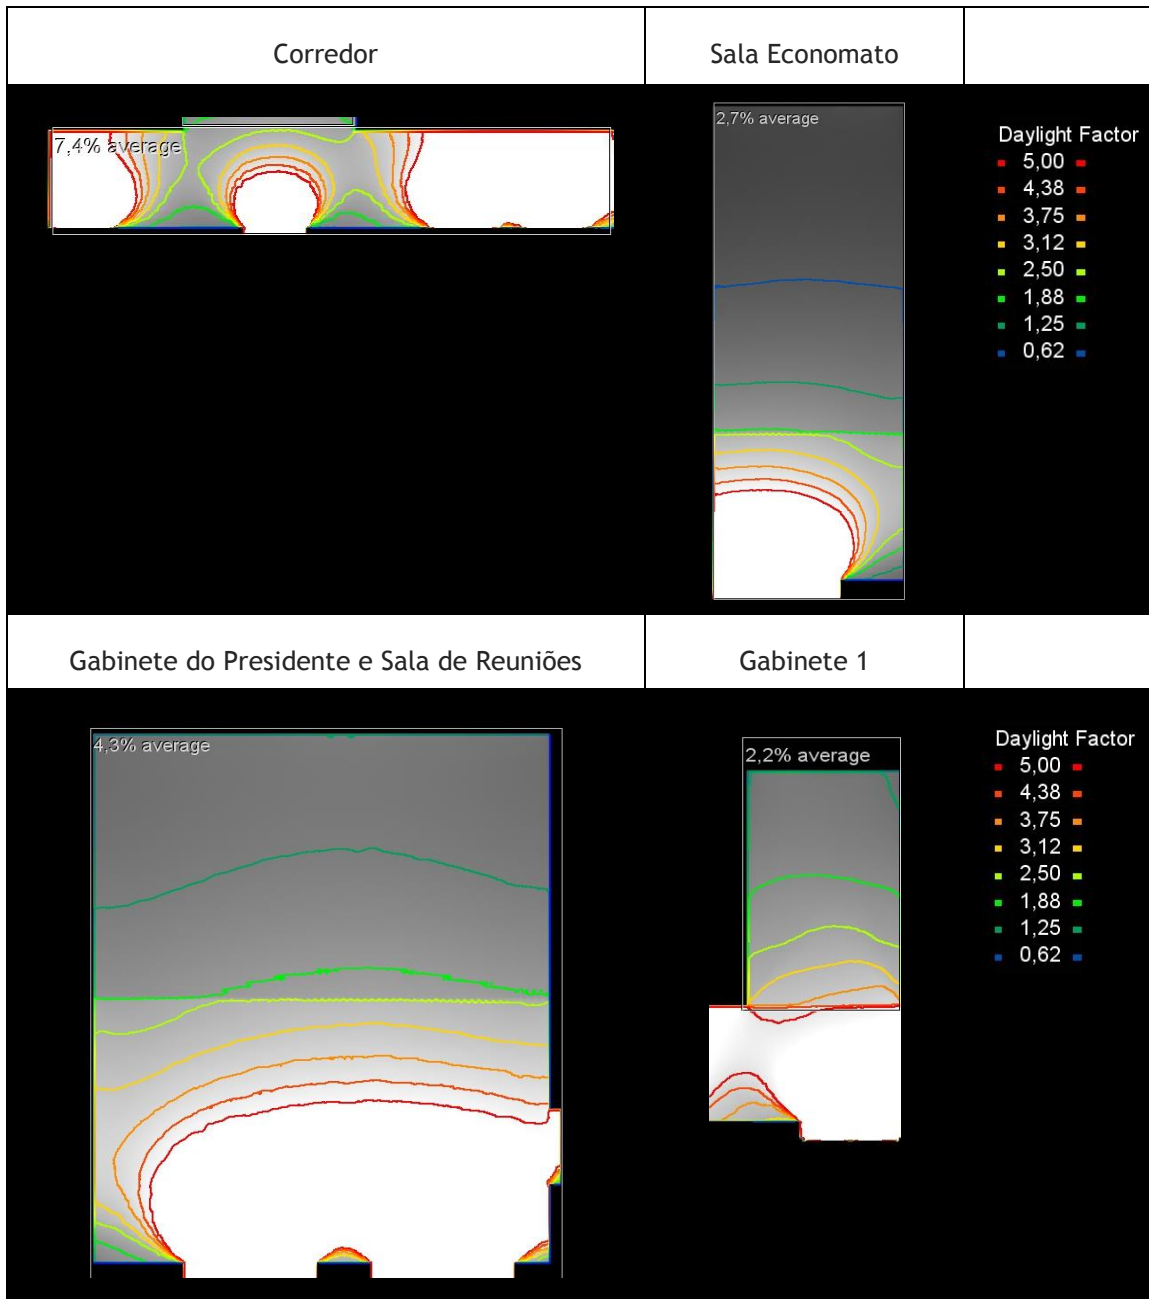 Corredor
Sala Economato
7,4% average
2,7% average
Daylight Factor
5,00
4,38
3,75
3,12
2,50
1,88
1,25
0,62
Gabinete do Presidente e Sala de Reuniões
Gabinete 1
4,3% average
2,2% average
Daylight Factor
5,00
4,38
3,75
3,12
2,50
1,88
1,25
0,62